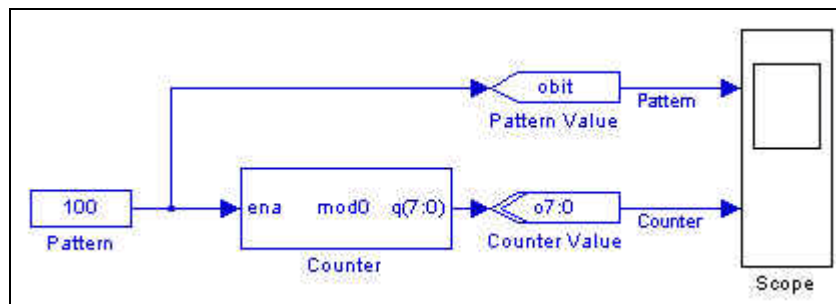 obit
Pattern
Pattern Value
100
Pattern
ena mod0 q(7:0)
Counter
o7:0
Counter
Counter Value
Scope